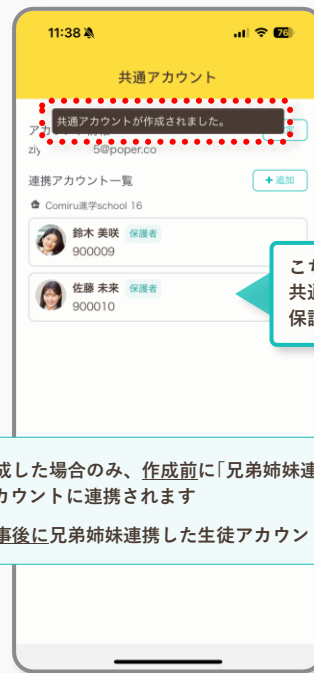 11:38
76
共通アカウント
共通アカウントが作成されました。
ziy 5@poper.co
連携アカウント一覧
+追加
Comiru進学school 16
鈴木 美咲 保護者
900009
佐藤 未来 保護者
900010
こち
共通
保護
成した場合のみ、作成前に「兄弟姉妹連
カウントに連携されます
事後に兄弟姉妹連携した生徒アカウン